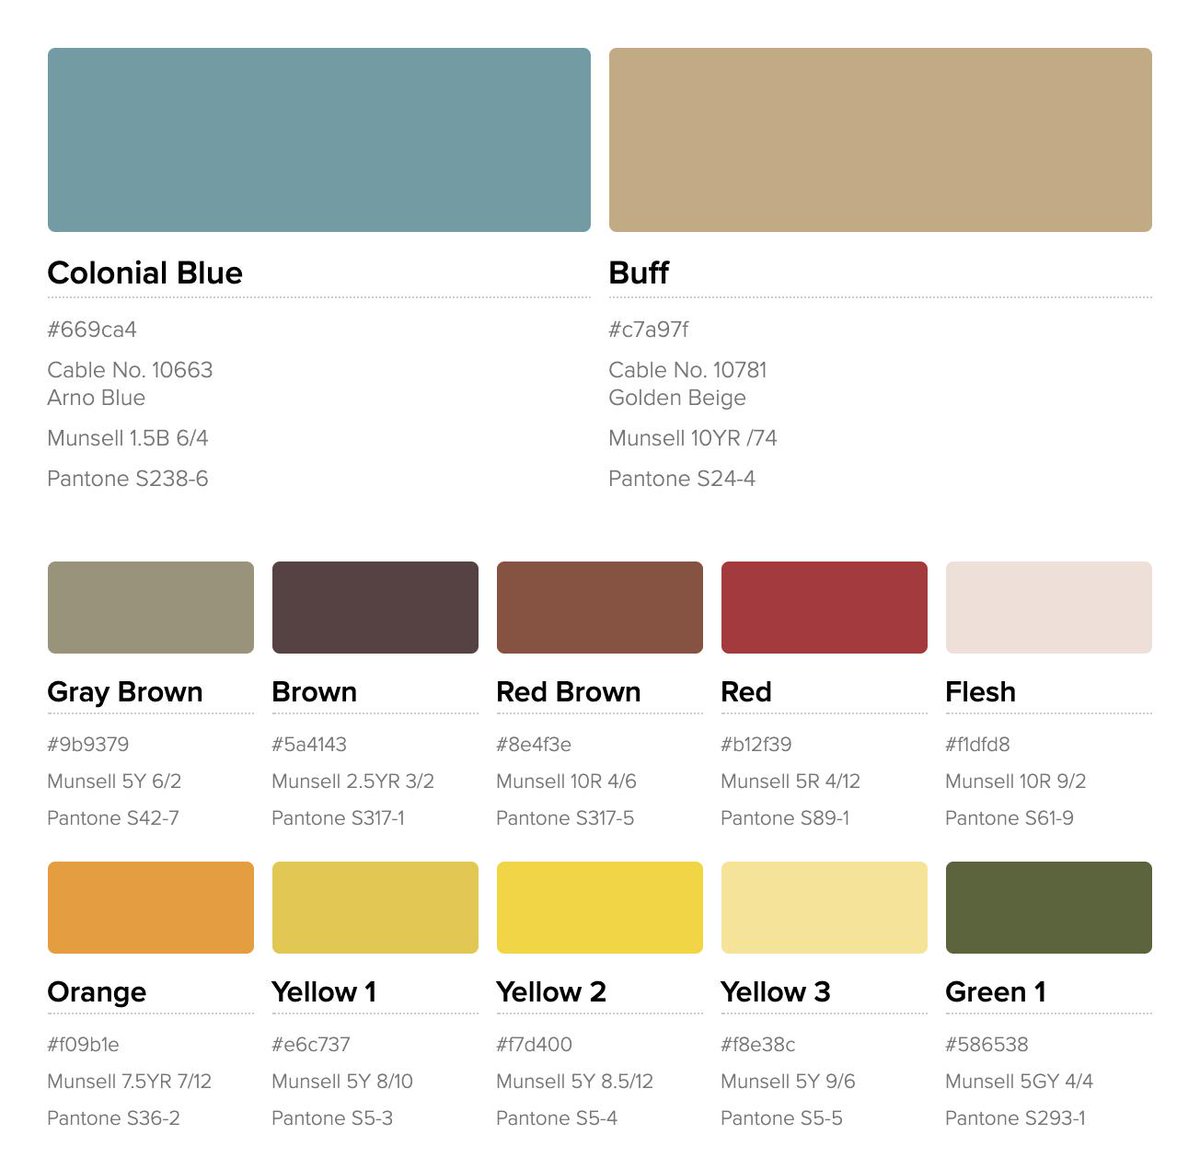 Colonial Blue
#669ca4
Cable No. 10663
Arno Blue
Munsell 1.5B 6/4
Pantone S238-6
Buff
#c7a97f
Cable No. 10781
Golden Beige
Munsell 10YR /74
Pantone S24-4
Gray Brown
#9b9379
Munsell 5Y 6/2
Pantone S42-7
Brown
#5a4143
Munsell 2.5YR 3/2
Pantone S317-1
Red Brown
#8e4f3e
Munsell 10R 4/6
Pantone S317-5
Red
#b12f39
Munsell 5R 4/12
Pantone S89-1
Flesh
#f1dfd8
Munsell 10R 9/2
Pantone S61-9
Orange
#f09b1e
Munsell 7.5YR 7/12
Pantone S36-2
Yellow 1
#e6c737
Munsell 5Y 8/10
Pantone S5-3
Yellow 2
#f7d400
Munsell 5Y 8.5/12
Pantone S5-4
Yellow 3
#f8e38c
Munsell 5Y 9/6
Pantone S5-5
Green 1
#586538
Munsell 5GY 4/4
Pantone S293-1